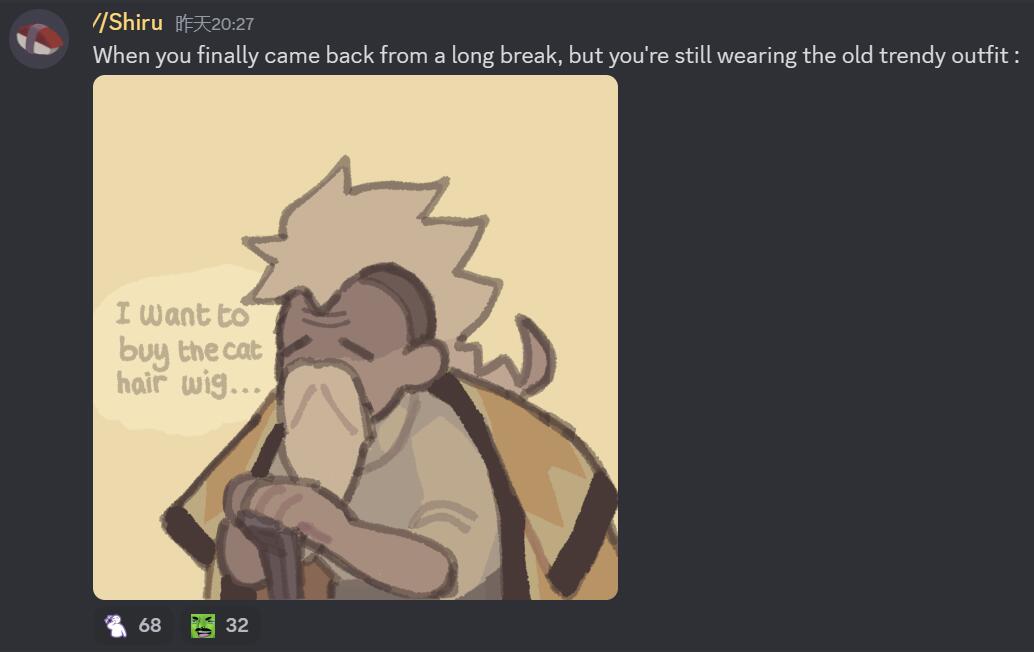 //Shiru 昨天20:27
When you finally came back from a long break, but you're still wearing the old trendy outfit :
I want to
buy the cat
hair wig...
68 32